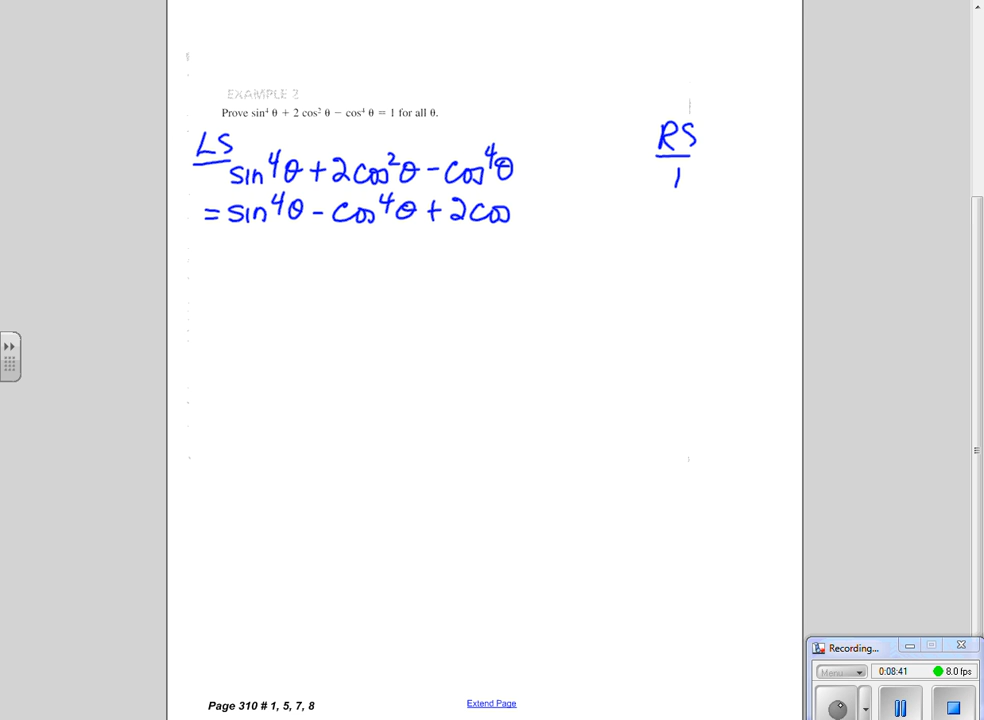 EXAMPLE 2
Prove sin⁴ θ + 2 cos² θ − cos⁴ θ = 1 for all θ.
LS
RS
sin⁴θ + 2cos²θ − cos⁴θ
1
= sin⁴θ − cos⁴θ + 2cos
Recording...
Menu
0:08:41
8.0 fps
Page 310 # 1, 5, 7, 8
Extend Page